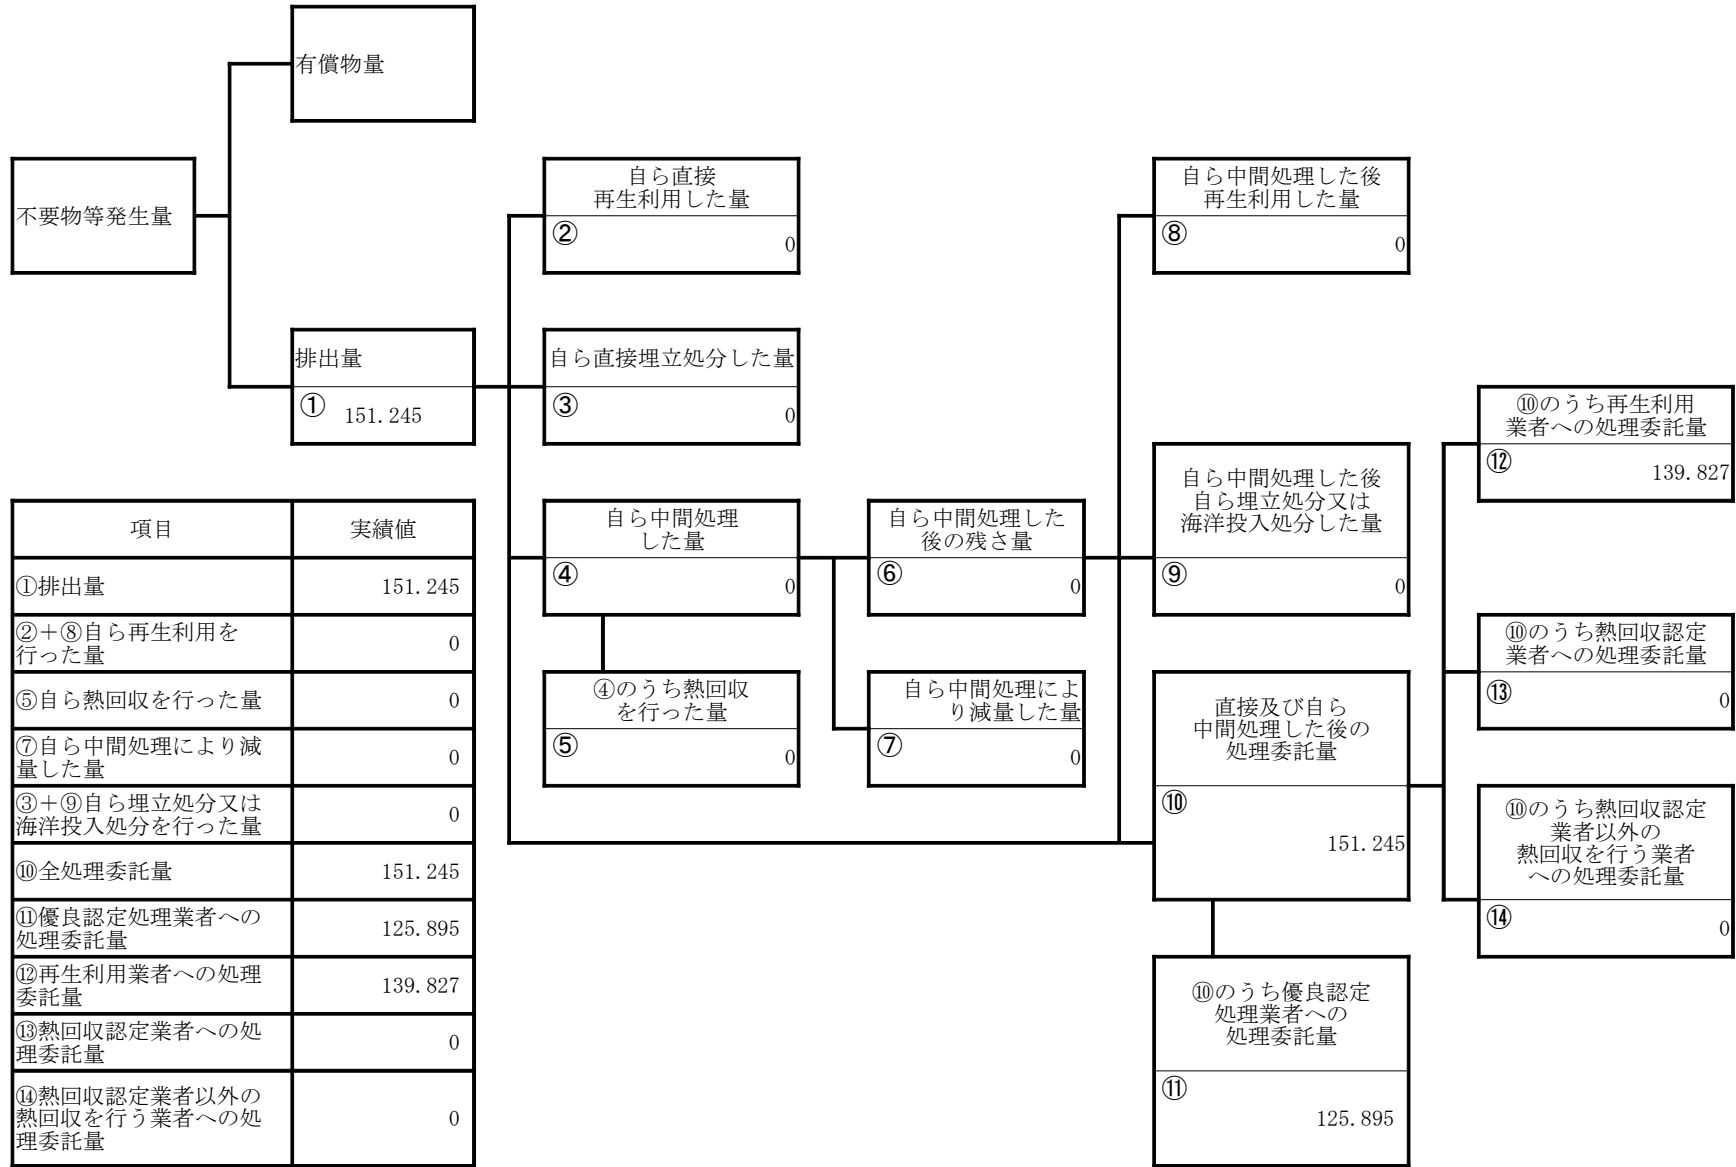 有償物量
不要物等発生量
排出量
① 151.245
自ら直接
再生利用した量
② 0
自ら直接埋立処分した量
③ 0
自ら中間処理
した量
④ 0
④のうち熱回収
を行った量
⑤ 0
自ら中間処理した
後の残さ量
⑥ 0
自ら中間処理によ
り減量した量
⑦ 0
自ら中間処理した後
再生利用した量
⑧ 0
自ら中間処理した後
自ら埋立処分又は
海洋投入処分した量
⑨ 0
直接及び自ら
中間処理した後の
処理委託量
⑩
151.245
⑩のうち優良認定
処理業者への
処理委託量
⑪
125.895
⑩のうち再生利用
業者への処理委託量
⑫ 139.827
⑩のうち熱回収認定
業者への処理委託量
⑬ 0
⑩のうち熱回収認定
業者以外の
熱回収を行う業者
への処理委託量
⑭ 0
項目 実績値
①排出量 151.245
②+⑧自ら再生利用を
行った量 0
⑤自ら熱回収を行った量 0
⑦自ら中間処理により減
量した量 0
③+⑨自ら埋立処分又は
海洋投入処分を行った量 0
⑩全処理委託量 151.245
⑪優良認定処理業者への
処理委託量 125.895
⑫再生利用業者への処理
委託量 139.827
⑬熱回収認定業者への処
理委託量 0
⑭熱回収認定業者以外の
熱回収を行う業者への処
理委託量 0